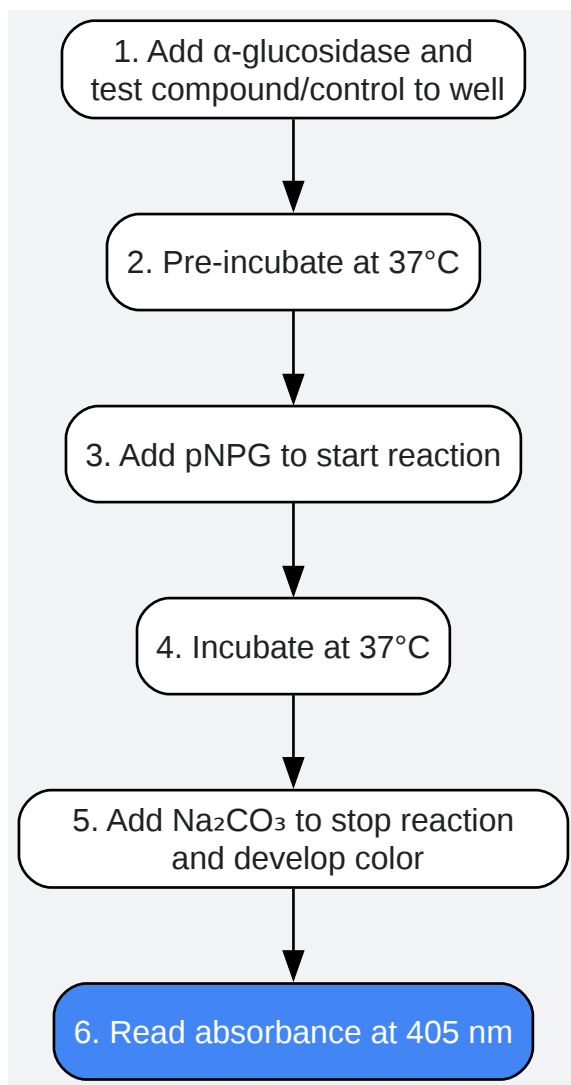 1. Add α-glucosidase and
test compound/control to well
2. Pre-incubate at 37°C
3. Add pNPG to start reaction
4. Incubate at 37°C
5. Add Na₂CO₃ to stop reaction
and develop color
6. Read absorbance at 405 nm